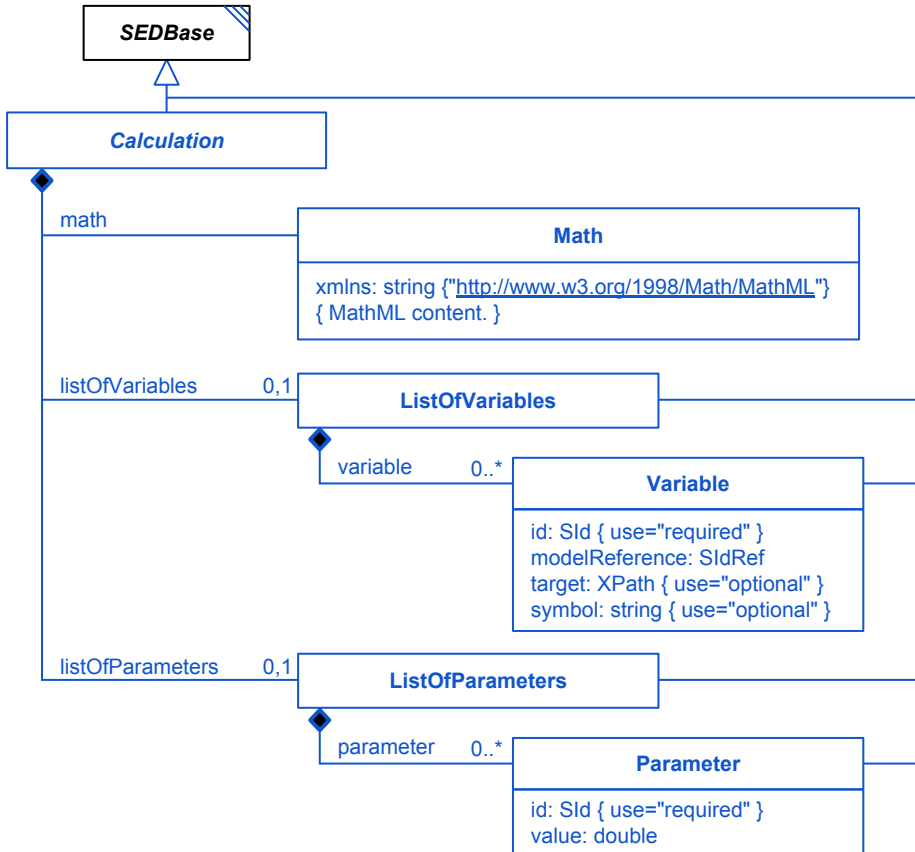 SEDBase
Calculation
math
Math
xmlns: string {"http://www.w3.org/1998/Math/MathML"}
{ MathML content. }
listOfVariables 0,1
ListOfVariables
variable 0..*
Variable
id: SId { use="required" }
modelReference: SIdRef
target: XPath { use="optional" }
symbol: string { use="optional" }
listOfParameters 0,1
ListOfParameters
parameter 0..*
Parameter
id: SId { use="required" }
value: double